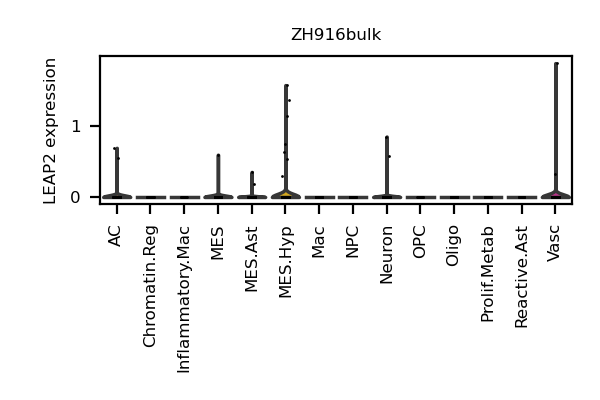 ZH916bulk
LEAP2 expression
1
0
AC
Chromatin.Reg
Inflammatory.Mac
MES
MES.Ast
MES.Hyp
Mac
NPC
Neuron
OPC
Oligo
Prolif.Metab
Reactive.Ast
Vasc